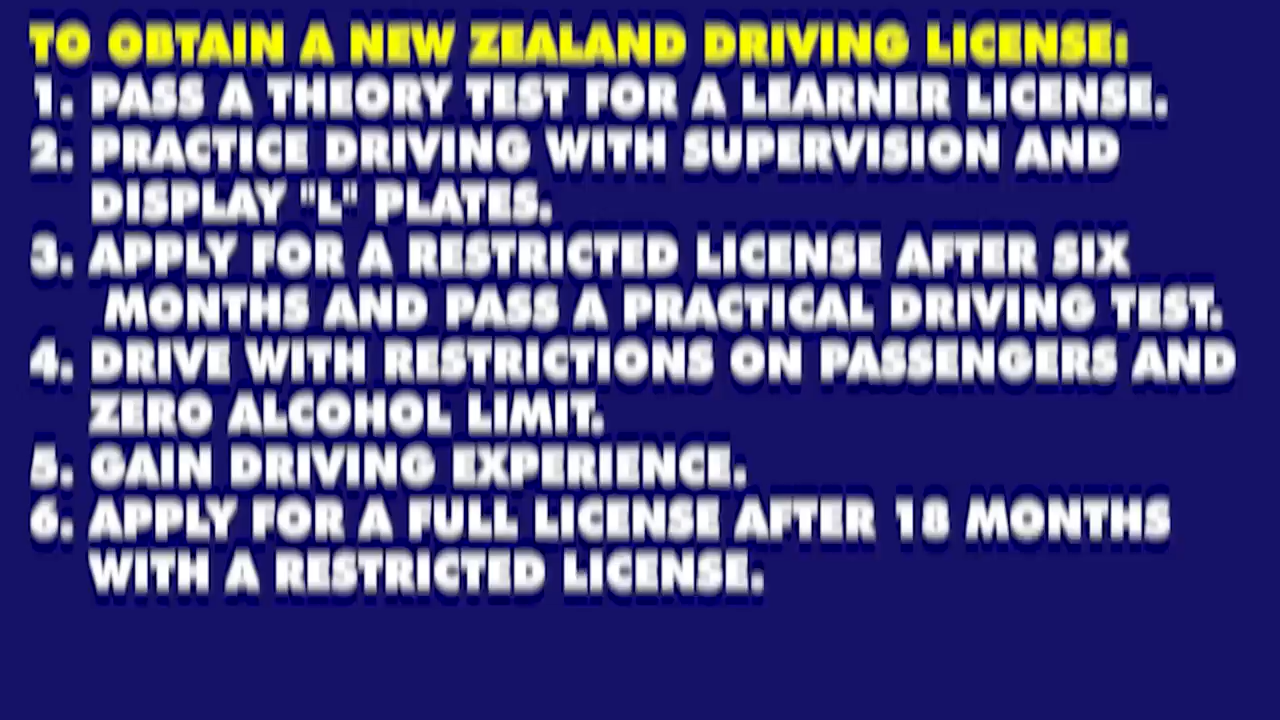 TO OBTAIN A NEW ZEALAND DRIVING LICENSE:
1. PASS A THEORY TEST FOR A LEARNER LICENSE.
2. PRACTICE DRIVING WITH SUPERVISION AND
DISPLAY "L" PLATES.
3. APPLY FOR A RESTRICTED LICENSE AFTER SIX
MONTHS AND PASS A PRACTICAL DRIVING TEST.
4. DRIVE WITH RESTRICTIONS ON PASSENGERS AND
ZERO ALCOHOL LIMIT.
5. GAIN DRIVING EXPERIENCE.
6. APPLY FOR A FULL LICENSE AFTER 18 MONTHS
WITH A RESTRICTED LICENSE.